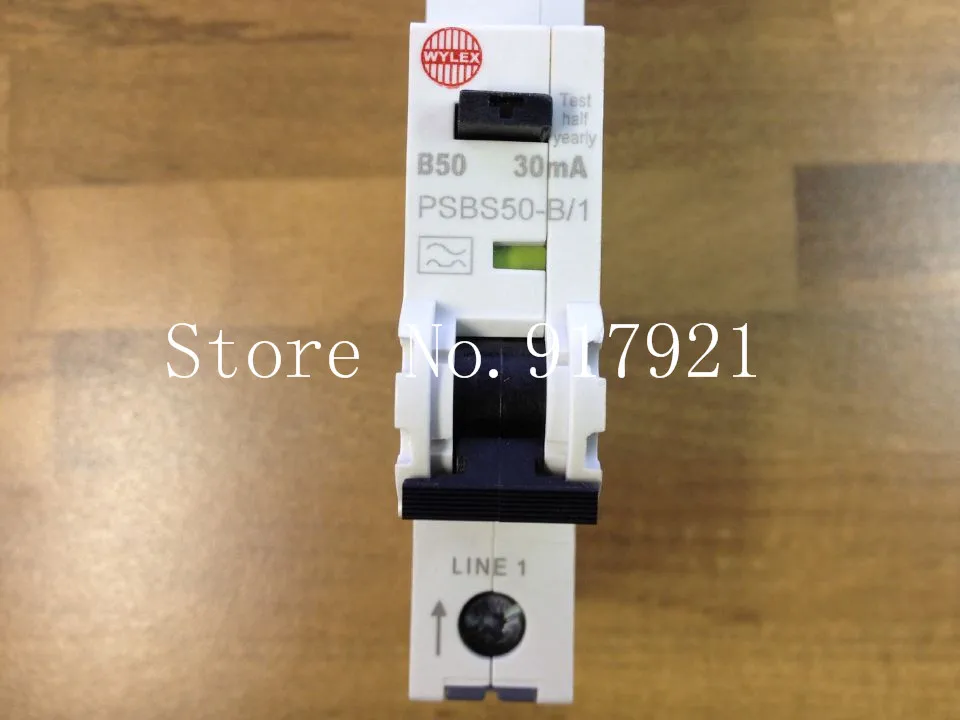 WYLEX
Test
half
yearly
B50 30mA
PSBS50-B/1
Store No. 917921
LINE 1